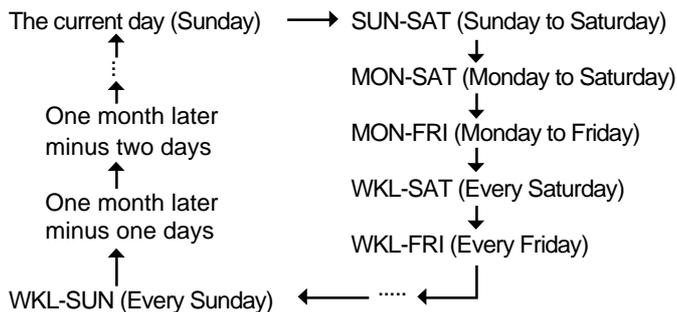 The current day (Sunday)
SUN-SAT (Sunday to Saturday)
MON-SAT (Monday to Saturday)
MON-FRI (Monday to Friday)
WKL-SAT (Every Saturday)
WKL-FRI (Every Friday)
WKL-SUN (Every Sunday)
One month later
minus one days
One month later
minus two days